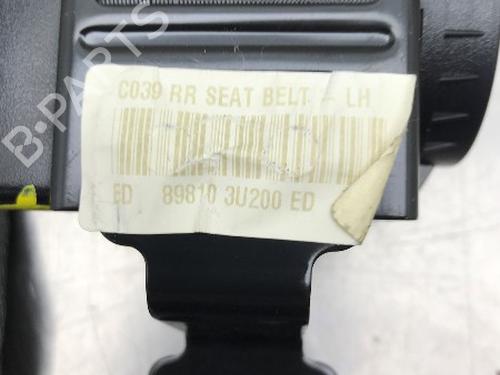 B-PARTS
C039 RR SEAT BELT - LH
ED 89810 3U200 ED